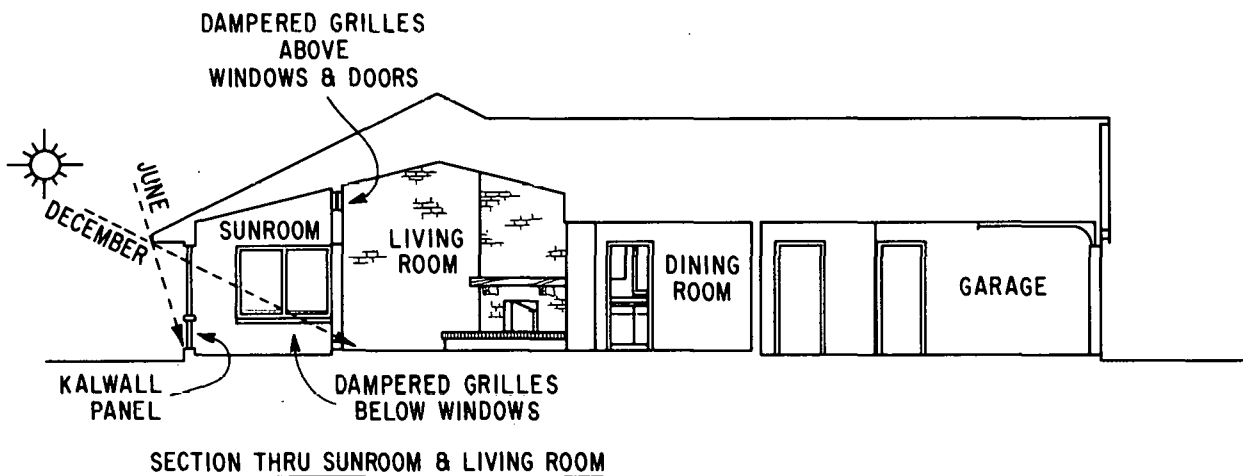 DAMPERED GRILLES
ABOVE
WINDOWS & DOORS
JUNE
DECEMBER
SUNROOM
LIVING
ROOM
DINING
ROOM
GARAGE
KALWALL
PANEL
DAMPERED GRILLES
BELOW WINDOWS
SECTION THRU SUNROOM & LIVING ROOM